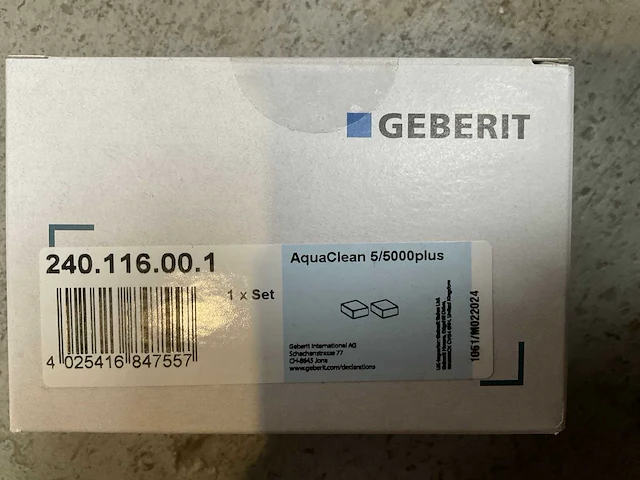 GEBERIT
240.116.00.1
AquaClean 5/5000plus
1 x Set
4 025416 847557
Geberit International AG
Schachenstrasse 77
CH-8645 Jona
www.geberit.com/declarations
1061/M022024